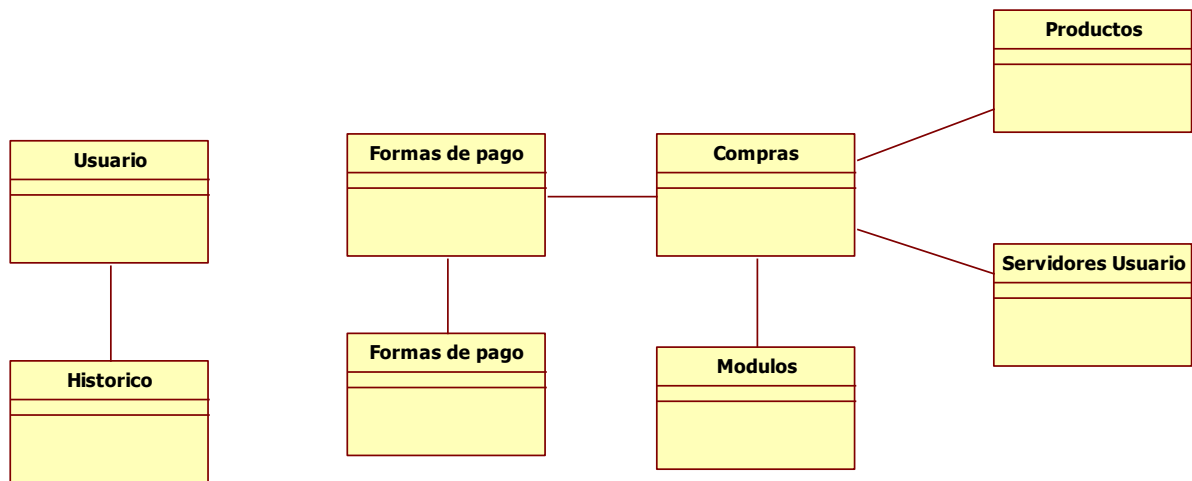 Productos
Usuario
Formas de pago
Compras
Servidores Usuario
Historico
Formas de pago
Modulos